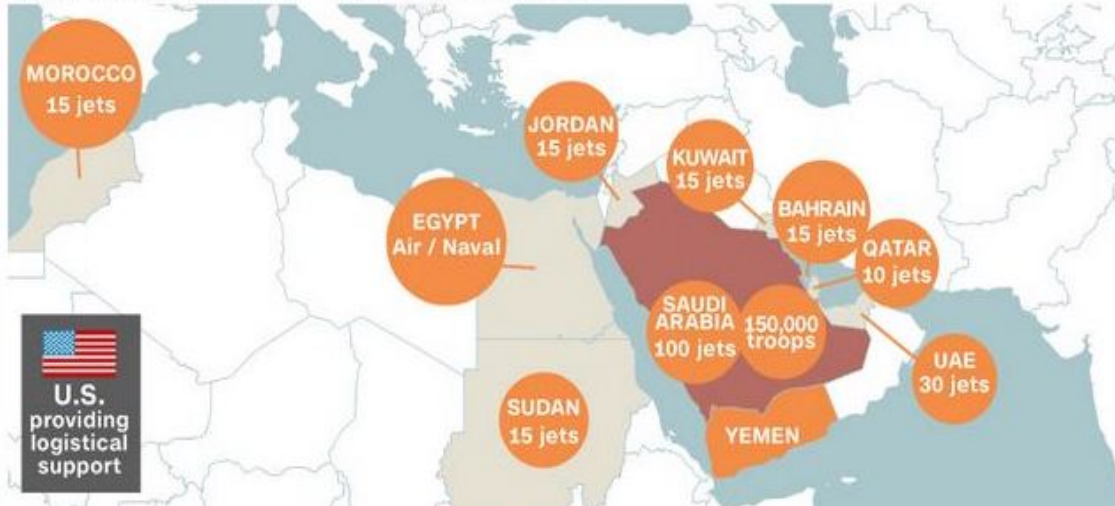 MOROCCO
15 jets
JORDAN
15 jets
KUWAIT
15 jets
EGYPT
Air / Naval
BAHRAIN
15 jets
QATAR
10 jets
SAUDI
ARABIA
100 jets
150,000
troops
UAE
30 jets
U.S.
providing
logistical
support
SUDAN
15 jets
YEMEN